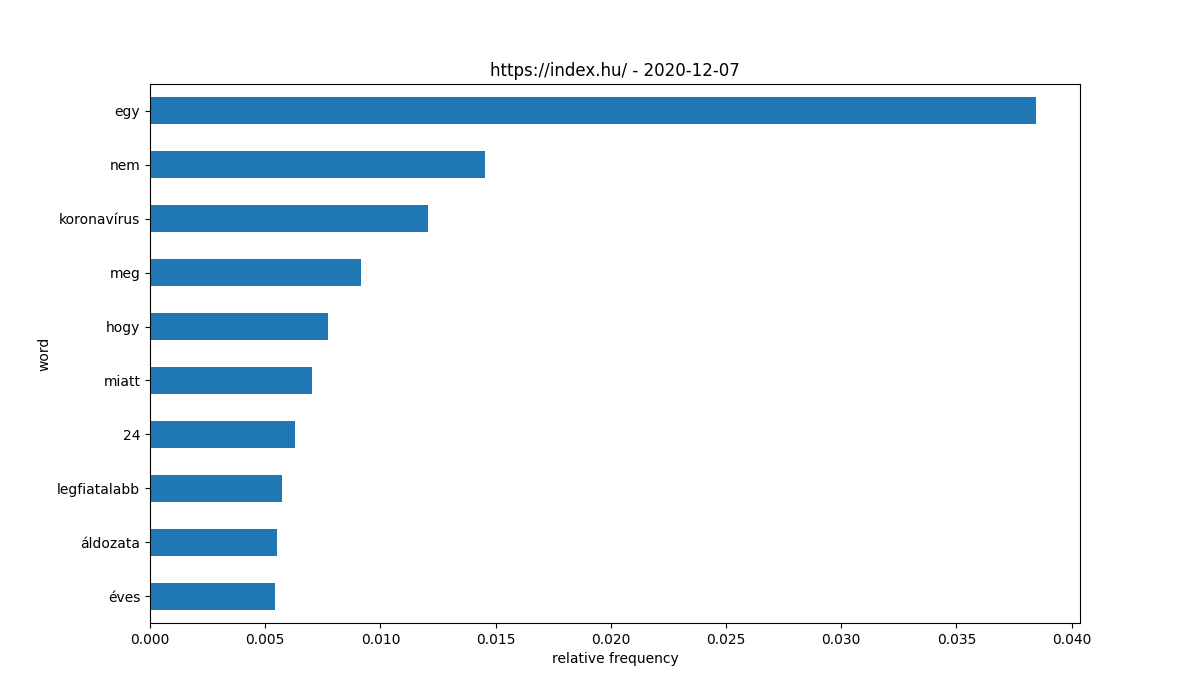 https://index.hu/ - 2020-12-07
egy
nem
koronavírus
meg
hogy
miatt
24
legfiatalabb
áldozata
éves
word
0.000 0.005 0.010 0.015 0.020 0.025 0.030 0.035 0.040
relative frequency